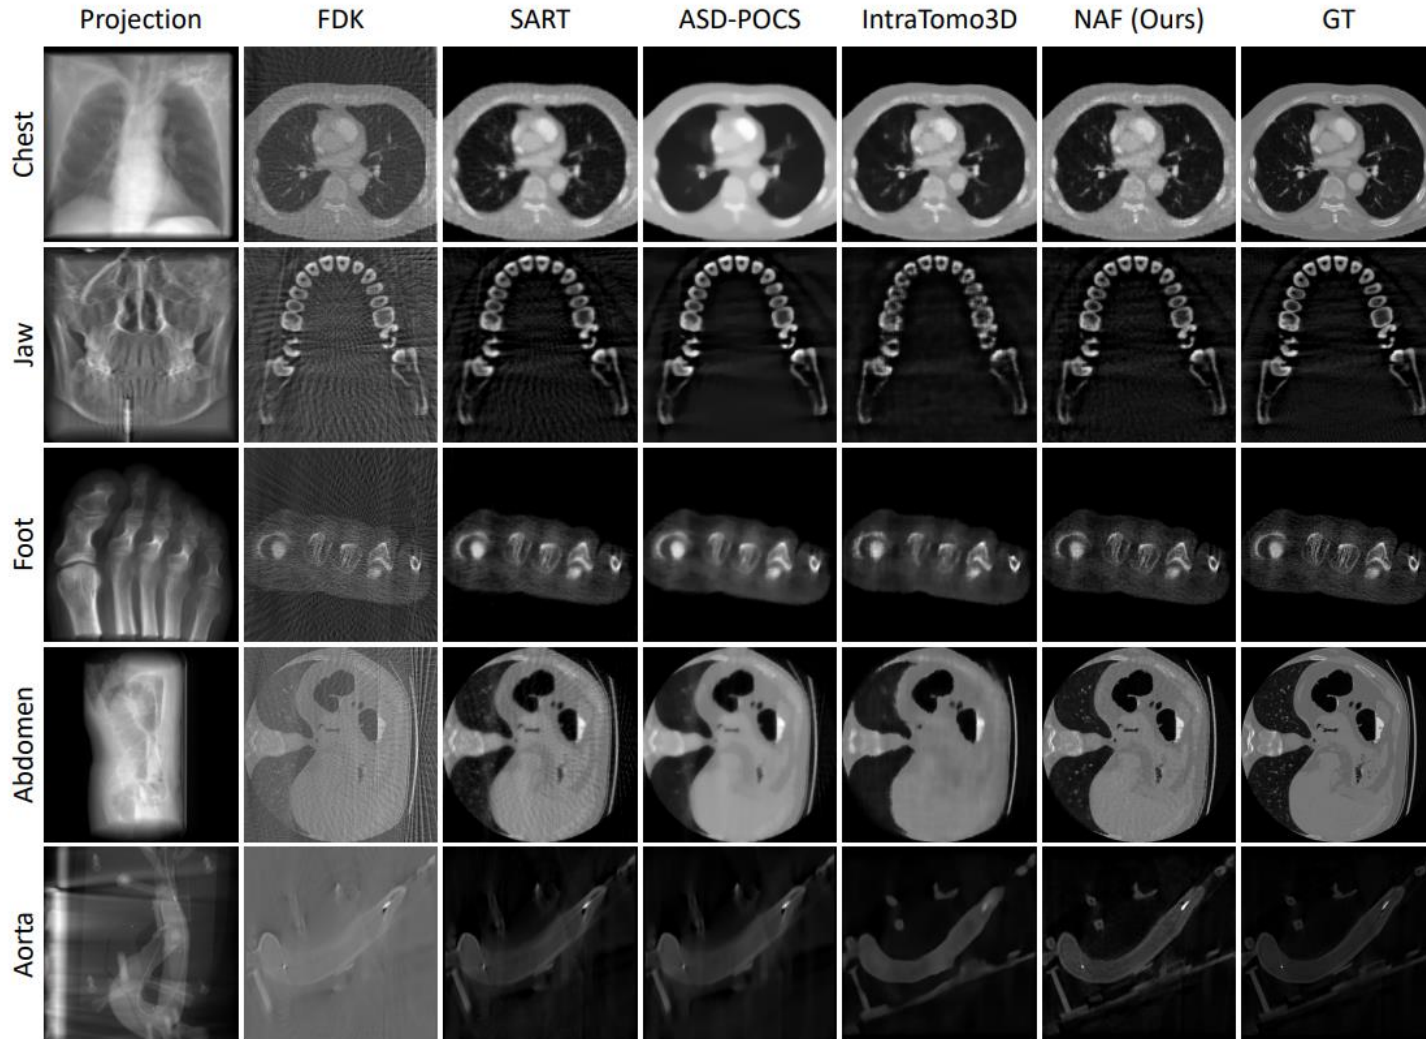 Projection FDK SART ASD-POCS IntraTomo3D NAF (Ours) GT
Chest
Jaw
Foot
Abdomen
Aorta